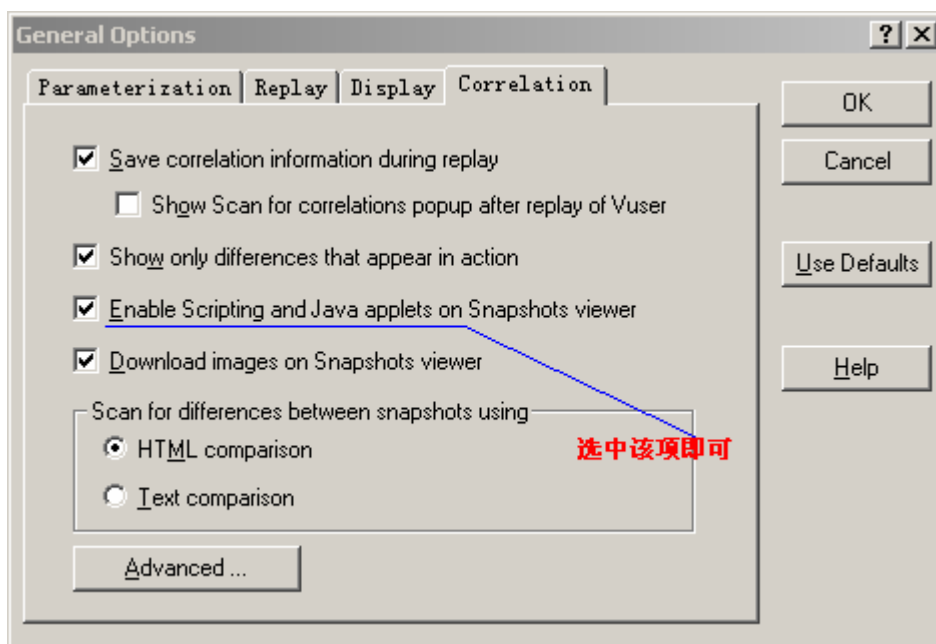 General Options
Parameterization Replay Display Correlation
OK
Save correlation information during replay
Cancel
Show Scan for correlations popup after replay of Vuser
Show only differences that appear in action
Use Defaults
Enable Scripting and Java applets on Snapshots viewer
Download images on Snapshots viewer
Help
Scan for differences between snapshots using
HTML comparison
选中该项即可
Text comparison
Advanced ...